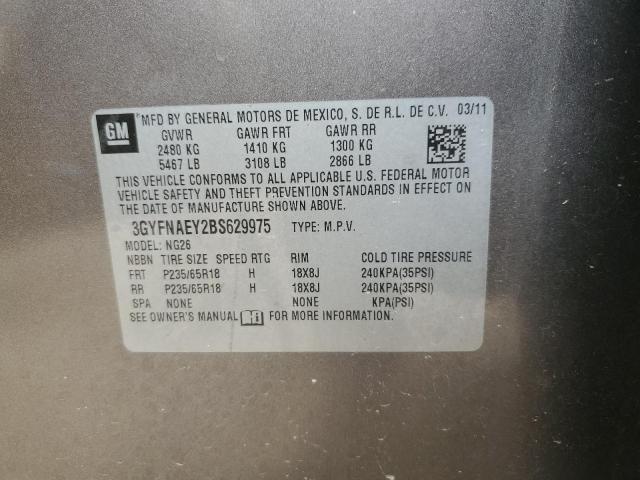 GM
MFD BY GENERAL MOTORS DE MEXICO, S. DE R.L. DE C.V. 03/11
GVWR GAWR FRT GAWR RR
2480 KG 1410 KG 1300 KG
5467 LB 3108 LB 2866 LB
THIS VEHICLE CONFORMS TO ALL APPLICABLE U.S. FEDERAL MOTOR
VEHICLE SAFETY AND THEFT PREVENTION STANDARDS IN EFFECT ON
THE DATE OF MANUFACTURE SHOWN ABOVE.
3GYFNAEY2BS629975 TYPE: M.P.V.
MODEL: NG26
NBBN TIRE SIZE SPEED RTG RIM COLD TIRE PRESSURE
FRT P235/65R18 H 18X8J 240KPA(35PSI)
RR P235/65R18 H 18X8J 240KPA(35PSI)
SPA NONE NONE KPA(PSI)
SEE OWNER'S MANUAL FOR MORE INFORMATION.